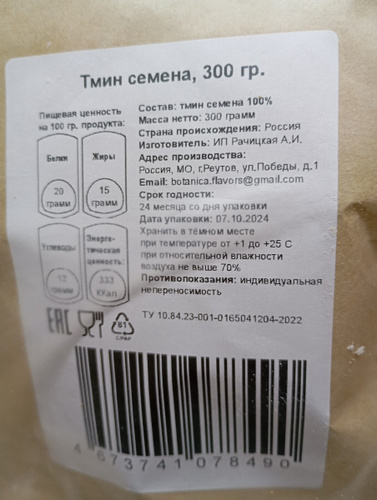 Тмин семена, 300 гр.
Пищевая ценность
на 100 гр. продукта:
Белки
20
грамм
Жиры
15
грамм
Углеводы
12
грамм
Энерге-
тическая
ценность:
333
ККал
Состав: тмин семена 100%
Масса нетто: 300 грамм
Страна происхождения: Россия
Изготовитель: ИП Рачицкая А.И.
Адрес производства:
Россия, МО, г.Реутов, ул.Победы, д.1
Email: botanica.flavors@gmail.com
Срок годности:
24 месяца со дня упаковки
Дата упаковки: 07.10.2024
Хранить в тёмном месте
при температуре от +1 до +25 С
при относительной влажности
воздуха не выше 70%
Противопоказания: индивидуальная
непереносимость
EAC
81
C/PAP
ТУ 10.84.23-001-0165041204-2022
4 673741 078490